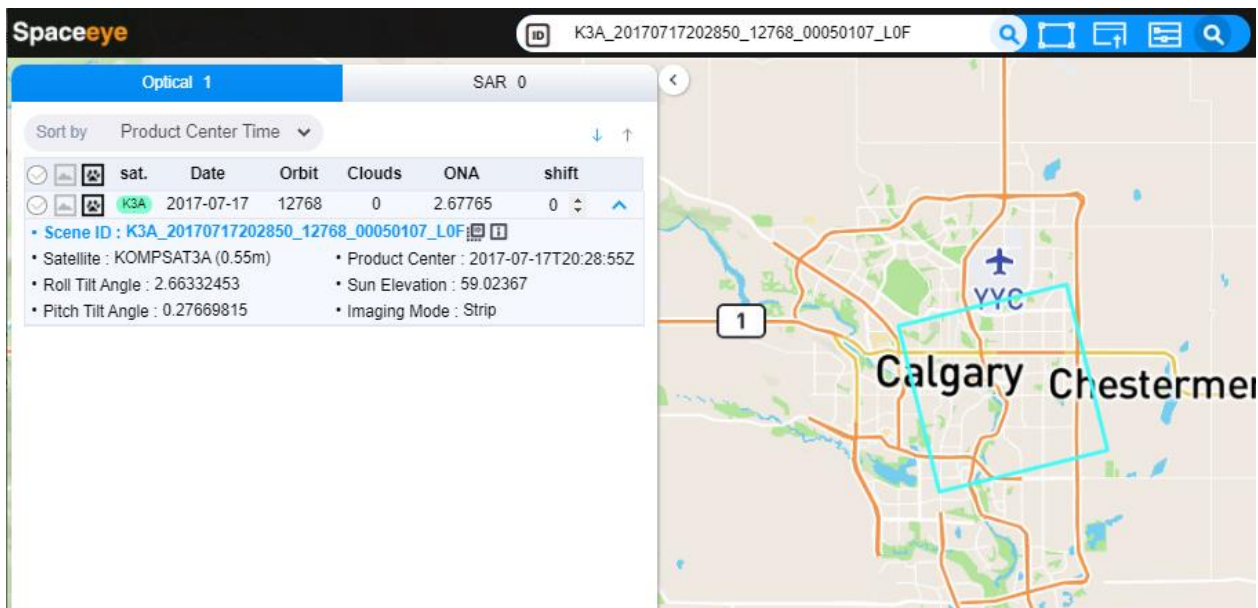 Spaceeye
ID K3A_20170717202850_12768_00050107_L0F
Optical 1 SAR 0
Sort by Product Center Time ↓ ↑
sat. Date Orbit Clouds ONA shift
K3A 2017-07-17 12768 0 2.67765 0
• Scene ID : K3A_20170717202850_12768_00050107_L0F
• Satellite : KOMPSAT3A (0.55m) • Product Center : 2017-07-17T20:28:55Z
• Roll Tilt Angle : 2.66332453 • Sun Elevation : 59.02367
• Pitch Tilt Angle : 0.27669815 • Imaging Mode : Strip
YYC
1
Calgary
Chestermer